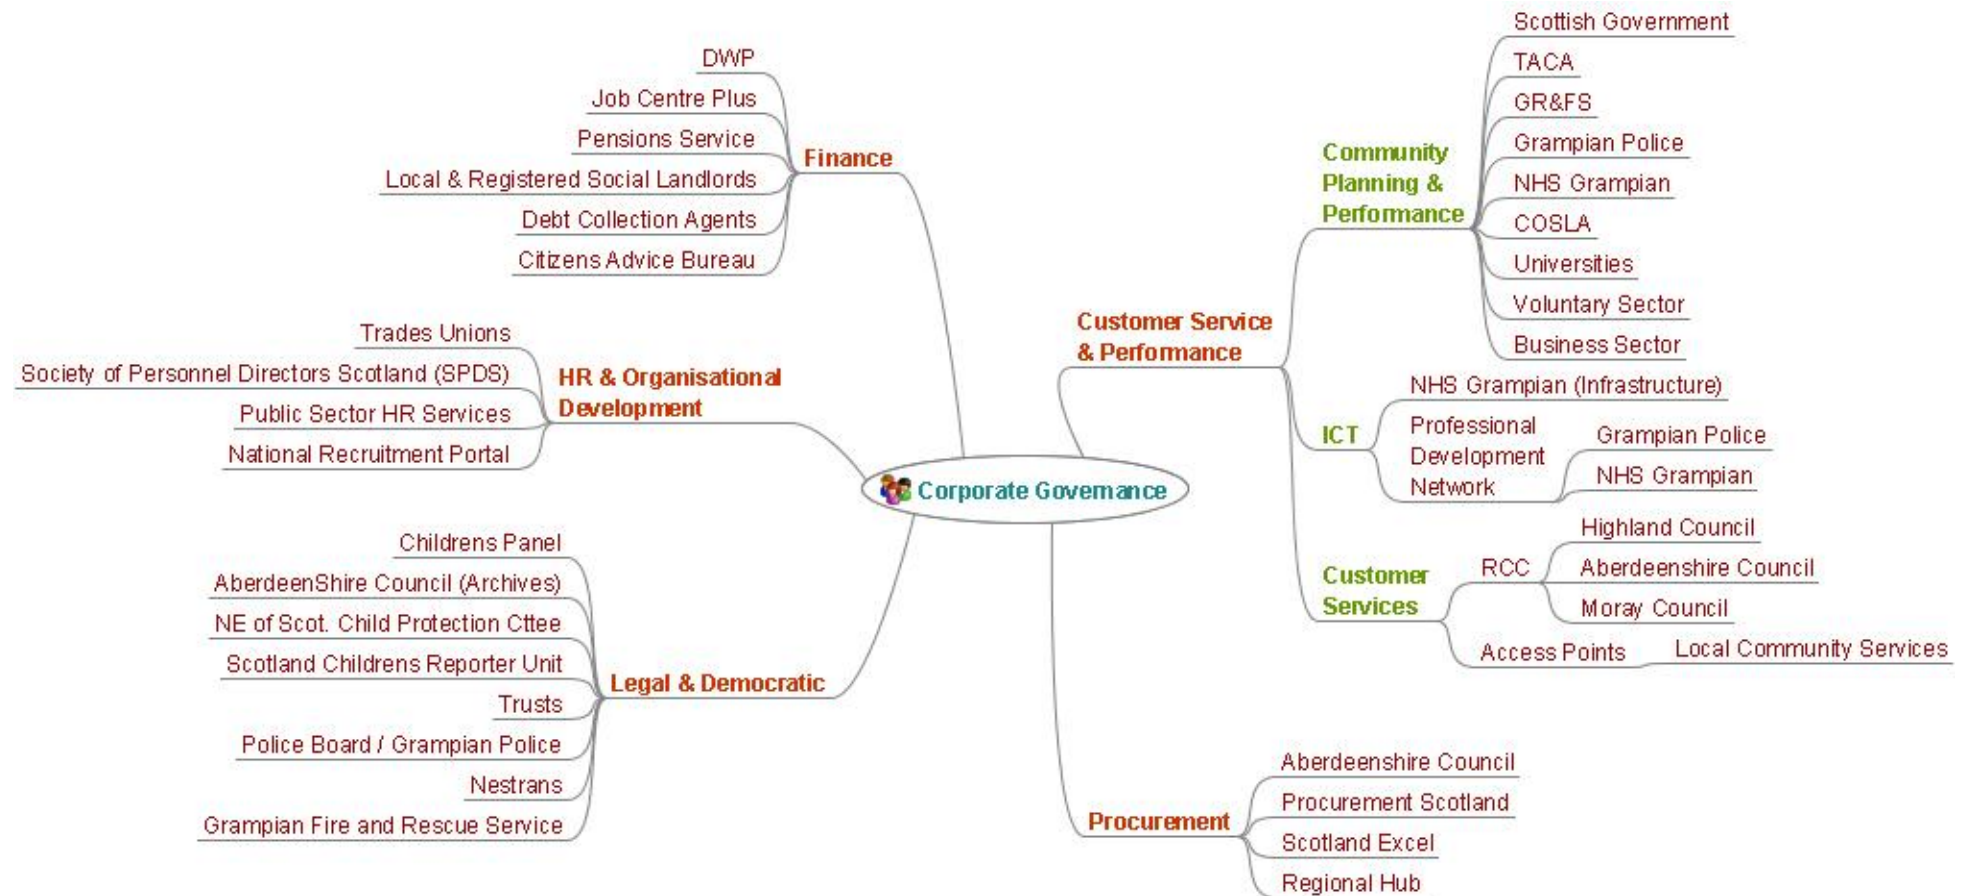 DWP
Job Centre Plus
Pensions Service
Local & Registered Social Landlords
Debt Collection Agents
Citizens Advice Bureau
Finance
Trades Unions
Society of Personnel Directors Scotland (SPDS)
Public Sector HR Services
National Recruitment Portal
HR & Organisational
Development
Childrens Panel
AberdeenShire Council (Archives)
NE of Scot. Child Protection Cttee
Scotland Childrens Reporter Unit
Trusts
Police Board / Grampian Police
Nestrans
Grampian Fire and Rescue Service
Legal & Democratic
Corporate Governance
Customer Service
& Performance
Community
Planning &
Performance
Scottish Government
TACA
GR&FS
Grampian Police
NHS Grampian
COSLA
Universities
Voluntary Sector
Business Sector
ICT
NHS Grampian (Infrastructure)
Professional
Development
Network
Grampian Police
NHS Grampian
Customer
Services
RCC
Highland Council
Aberdeenshire Council
Moray Council
Access Points
Local Community Services
Procurement
Aberdeenshire Council
Procurement Scotland
Scotland Excel
Regional Hub